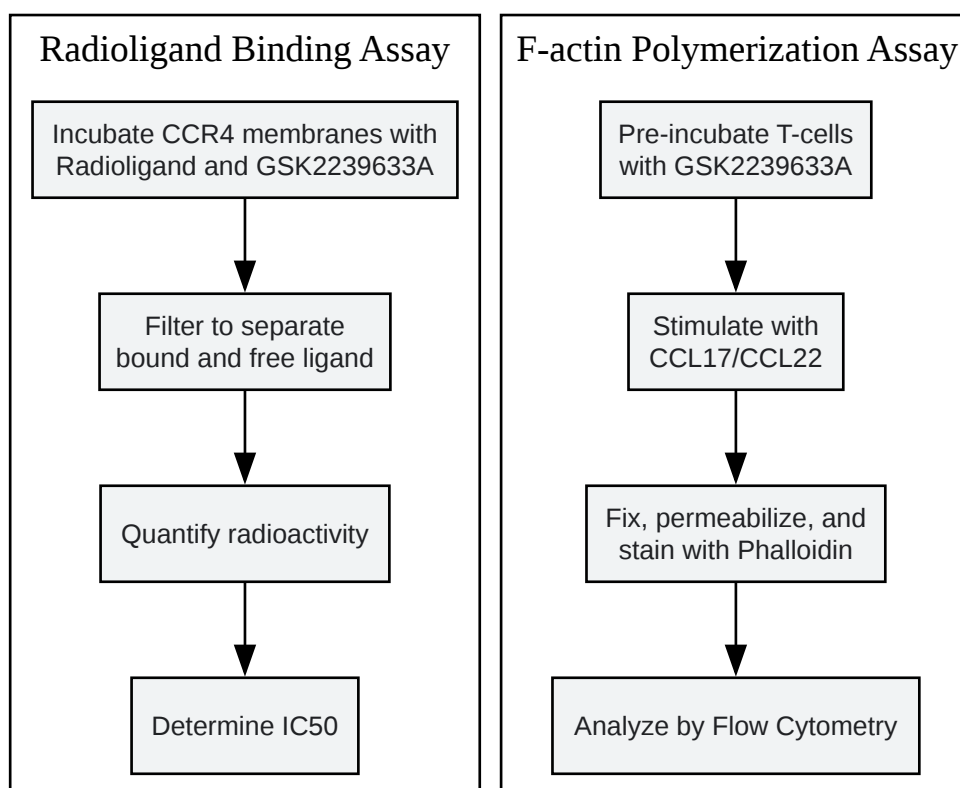 Radioligand Binding Assay
Incubate CCR4 membranes with
Radioligand and GSK2239633A
Filter to separate
bound and free ligand
Quantify radioactivity
Determine IC50
F-actin Polymerization Assay
Pre-incubate T-cells
with GSK2239633A
Stimulate with
CCL17/CCL22
Fix, permeabilize, and
stain with Phalloidin
Analyze by Flow Cytometry